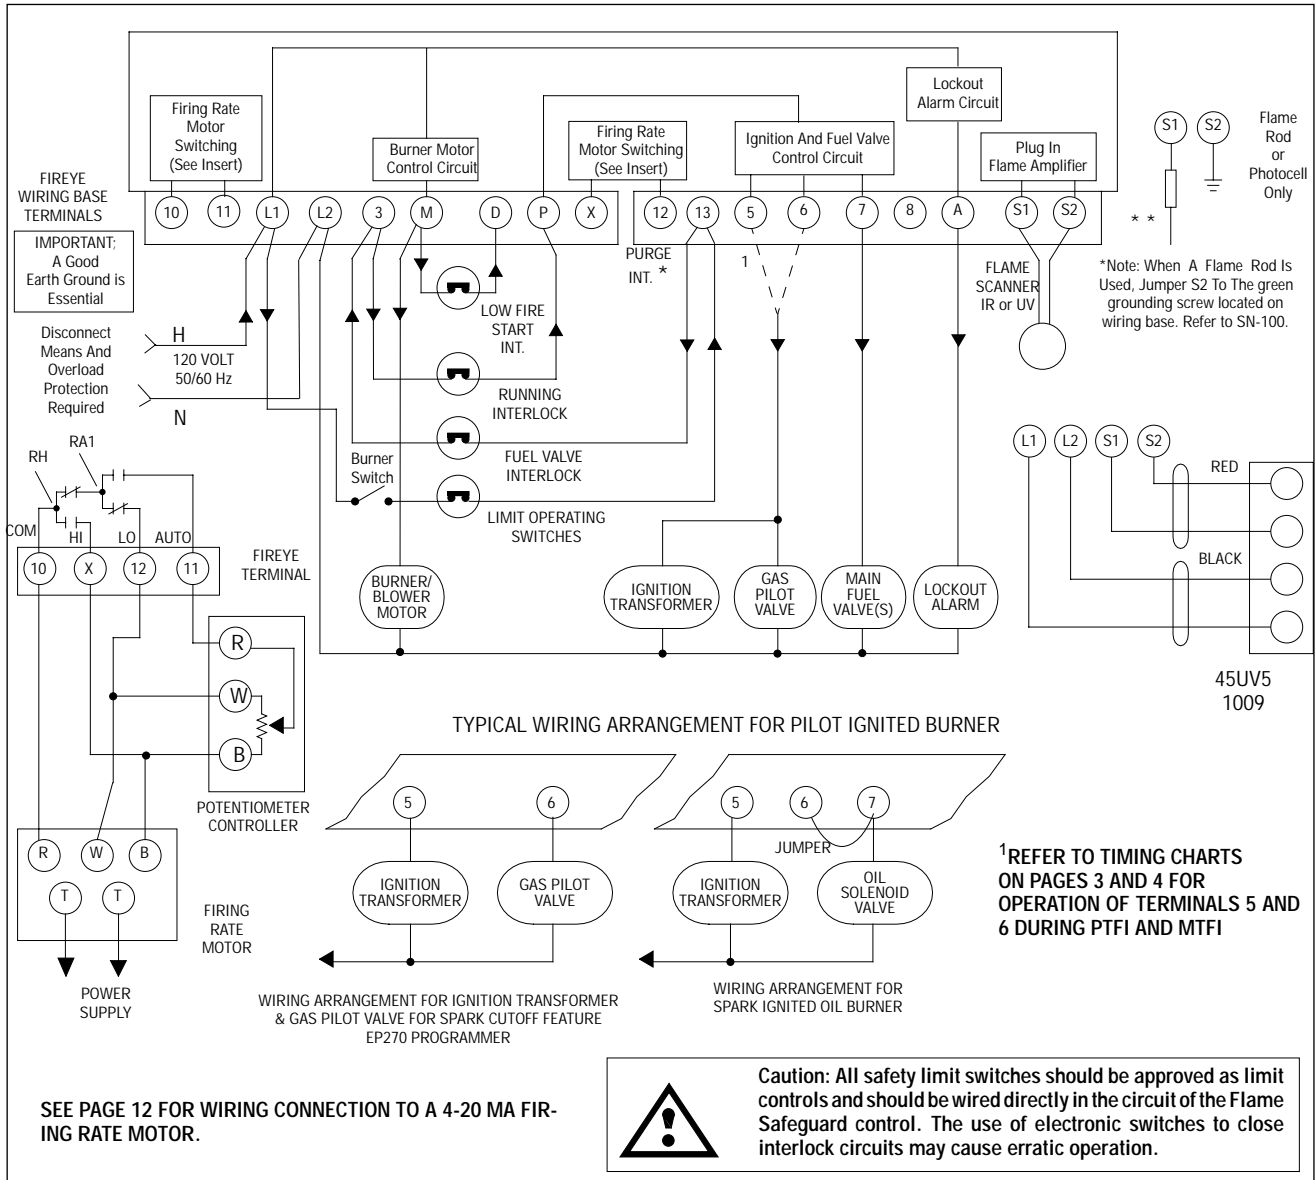 Lockout
Alarm Circuit
Firing Rate
Motor
Switching
(See Insert)
Burner Motor
Control Circuit
Firing Rate
Motor Switching
(See Insert)
Ignition And Fuel Valve
Control Circuit
Plug In
Flame Amplifier
S1 S2
Flame
Rod
or
Photocell
Only
* *
*Note: When A Flame Rod Is
Used, Jumper S2 To The green
grounding screw located on
wiring base. Refer to SN-100.
FIREYE
WIRING BASE
TERMINALS
10 11 L1 L2 3 M D P X 12 13 5 6 7 8 A S1 S2
IMPORTANT;
A Good
Earth Ground is
Essential
PURGE
INT. *
1
FLAME
SCANNER
IR or UV
LOW FIRE
START
INT.
Disconnect
Means And
Overload
Protection
Required
H
120 VOLT
50/60 Hz
N
RUNNING
INTERLOCK
FUEL VALVE
INTERLOCK
Burner
Switch
LIMIT OPERATING
SWITCHES
L1 L2 S1 S2
RED
BLACK
45UV5
1009
RH
RA1
COM HI LO AUTO
10 X 12 11
FIREYE
TERMINAL
BURNER/
BLOWER
MOTOR
IGNITION
TRANSFORMER
GAS
PILOT
VALVE
MAIN
FUEL
VALVE(S)
LOCKOUT
ALARM
R
W
B
POTENTIOMETER
CONTROLLER
TYPICAL WIRING ARRANGEMENT FOR PILOT IGNITED BURNER
R W B
T T
FIRING
RATE
MOTOR
POWER
SUPPLY
5 6
IGNITION
TRANSFORMER
GAS PILOT
VALVE
WIRING ARRANGEMENT FOR IGNITION TRANSFORMER
& GAS PILOT VALVE FOR SPARK CUTOFF FEATURE
EP270 PROGRAMMER
5 6 7
JUMPER
IGNITION
TRANSFORMER
OIL
SOLENOID
VALVE
WIRING ARRANGEMENT FOR
SPARK IGNITED OIL BURNER
1REFER TO TIMING CHARTS
ON PAGES 3 AND 4 FOR
OPERATION OF TERMINALS 5 AND
6 DURING PTFI AND MTFI
SEE PAGE 12 FOR WIRING CONNECTION TO A 4-20 MA FIR-
ING RATE MOTOR.
Caution: All safety limit switches should be approved as limit
controls and should be wired directly in the circuit of the Flame
Safeguard control. The use of electronic switches to close
interlock circuits may cause erratic operation.